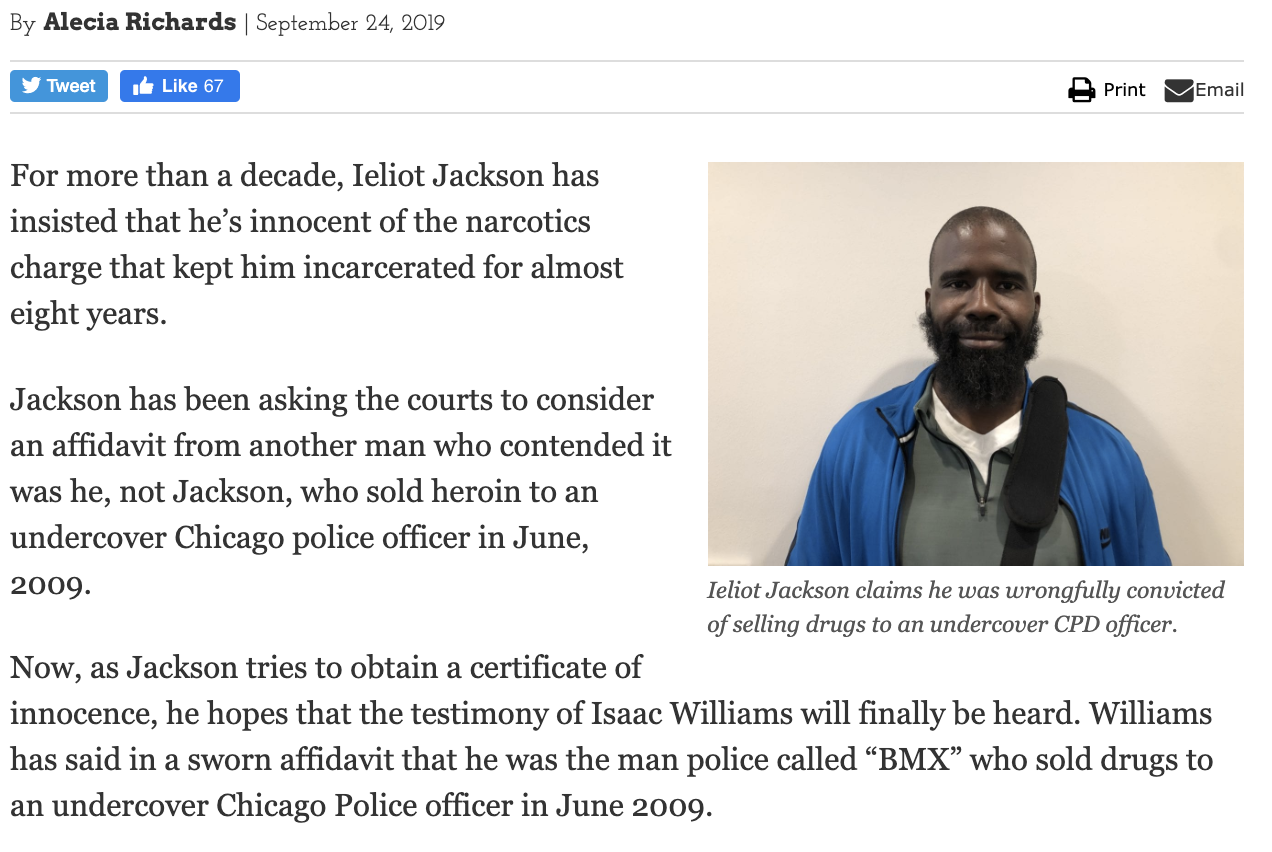 By Alecia Richards | September 24, 2019
Tweet Like 67 Print Email
For more than a decade, Ieliot Jackson has
insisted that he’s innocent of the narcotics
charge that kept him incarcerated for almost
eight years.
Jackson has been asking the courts to consider
an affidavit from another man who contended it
was he, not Jackson, who sold heroin to an
undercover Chicago police officer in June,
2009.
Ieliot Jackson claims he was wrongfully convicted
of selling drugs to an undercover CPD officer.
Now, as Jackson tries to obtain a certificate of
innocence, he hopes that the testimony of Isaac Williams will finally be heard. Williams
has said in a sworn affidavit that he was the man police called “BMX” who sold drugs to
an undercover Chicago Police officer in June 2009.